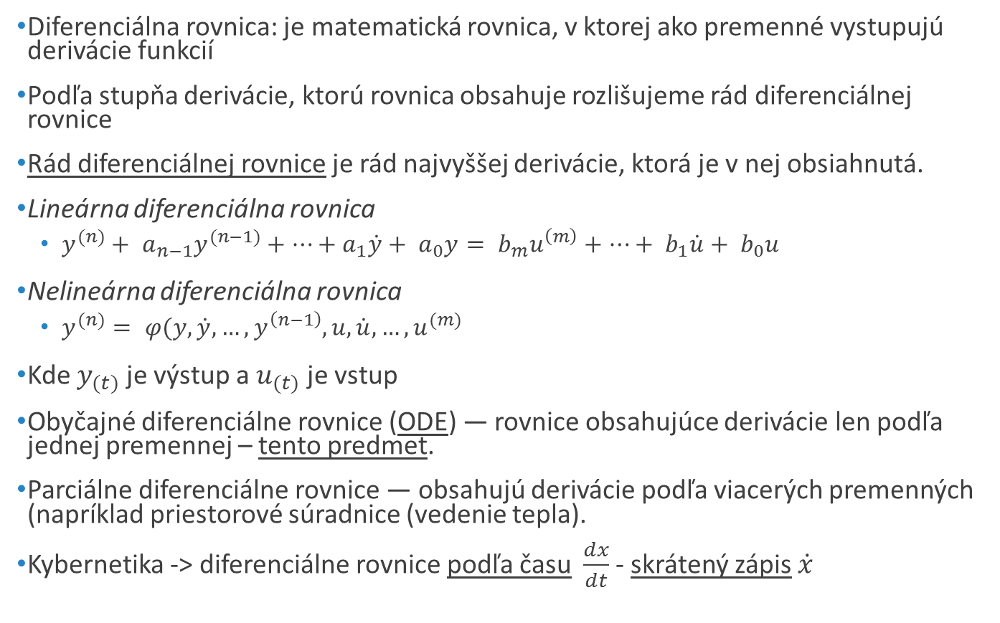 •Diferenciálna rovnica: je matematická rovnica, v ktorej ako premenné vystupujú
derivácie funkcií
•Podľa stupňa derivácie, ktorú rovnica obsahuje rozlišujeme rád diferenciálnej
rovnice
•Rád diferenciálnej rovnice je rád najvyššej derivácie, ktorá je v nej obsiahnutá.
•Lineárna diferenciálna rovnica
• $y^{(n)} + a_{n-1}y^{(n-1)} + \cdots + a_1\dot{y} + a_0y = b_mu^{(m)} + \cdots + b_1\dot{u} + b_0u$
•Nelineárna diferenciálna rovnica
• $y^{(n)} = \varphi(y, \dot{y}, \ldots, y^{(n-1)}, u, \dot{u}, \ldots, u^{(m)}$
•Kde $y_{(t)}$ je výstup a $u_{(t)}$ je vstup
•Obyčajné diferenciálne rovnice (ODE) — rovnice obsahujúce derivácie len podľa
jednej premennej – tento predmet.
•Parciálne diferenciálne rovnice — obsahujú derivácie podľa viacerých premenných
(napríklad priestorové súradnice (vedenie tepla).
•Kybernetika -> diferenciálne rovnice podľa času $\frac{dx}{dt}$ - skrátený zápis $\dot{x}$